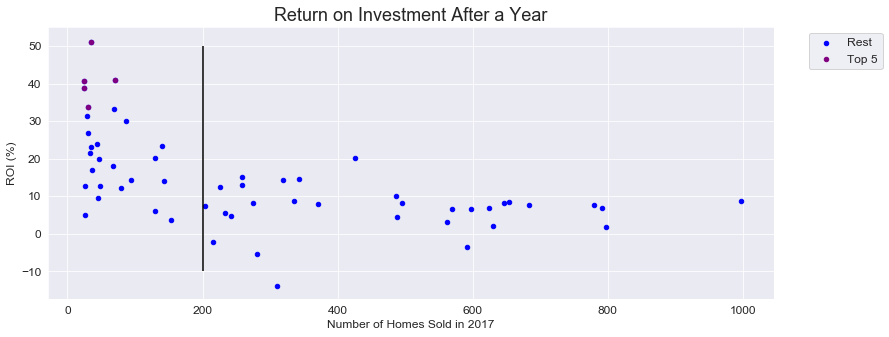 Return on Investment After a Year
Rest
Top 5
50
40
30
20
10
0
−10
ROI (%)
0
200
400
600
800
1000
Number of Homes Sold in 2017